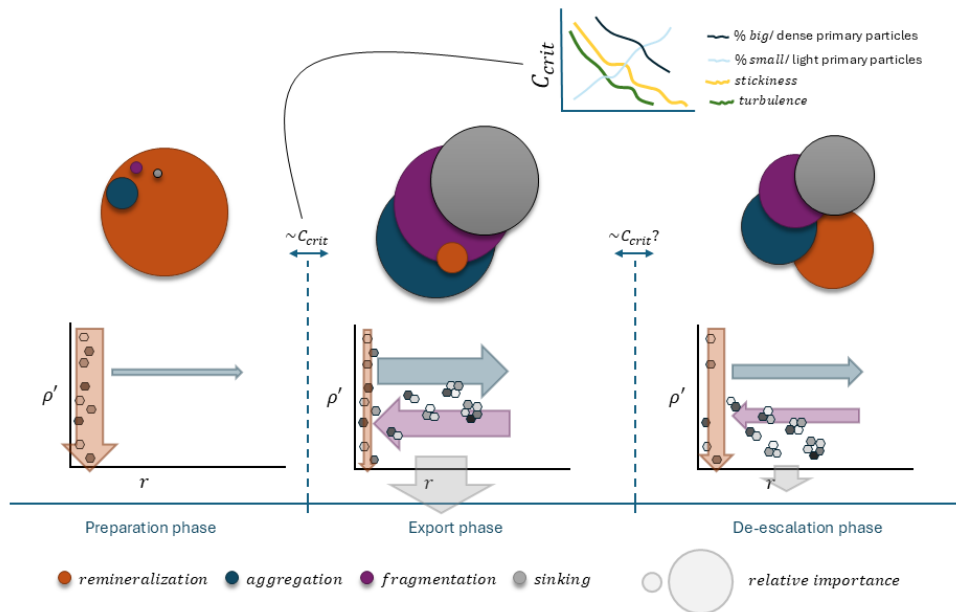 C_crit
% big/ dense primary particles
% small/ light primary particles
stickiness
turbulence
~C_crit
~C_crit?
ρ′
r
ρ′
r
ρ′
r
Preparation phase
Export phase
De-escalation phase
remineralization
aggregation
fragmentation
sinking
relative importance